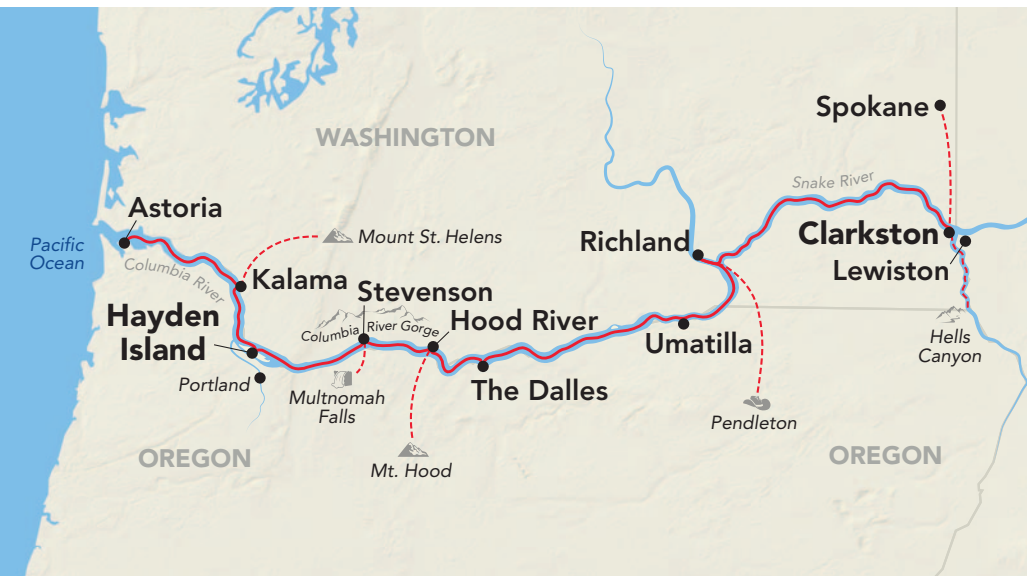 Spokane
WASHINGTON
Snake River
Astoria
Pacific
Ocean
Mount St. Helens
Richland
Clarkston
Lewiston
Columbia River
Kalama
Stevenson
Hayden
Island
Columbia River Gorge
Hood River
Umatilla
Hells
Canyon
Portland
Multnomah
Falls
The Dalles
Pendleton
OREGON
Mt. Hood
OREGON